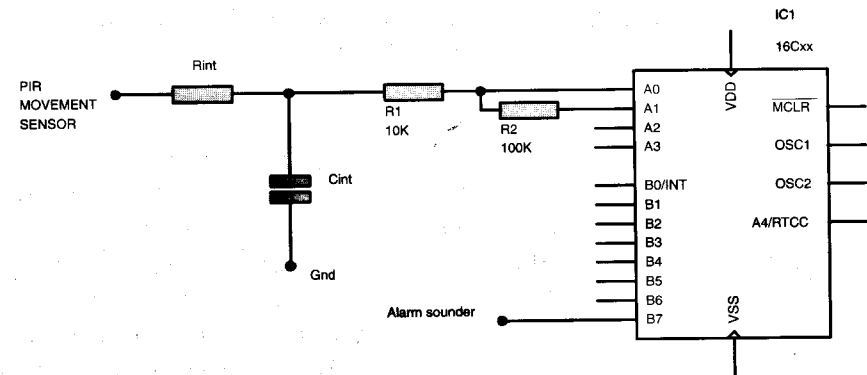 IC1
16Cxx
Rint
PIR
MOVEMENT
SENSOR
R1
10K
R2
100K
Cint
Gnd
Alarm sounder
A0
A1
A2
A3
B0/INT
B1
B2
B3
B4
B5
B6
B7
VDD
VSS
MCLR
OSC1
OSC2
A4/RTCC